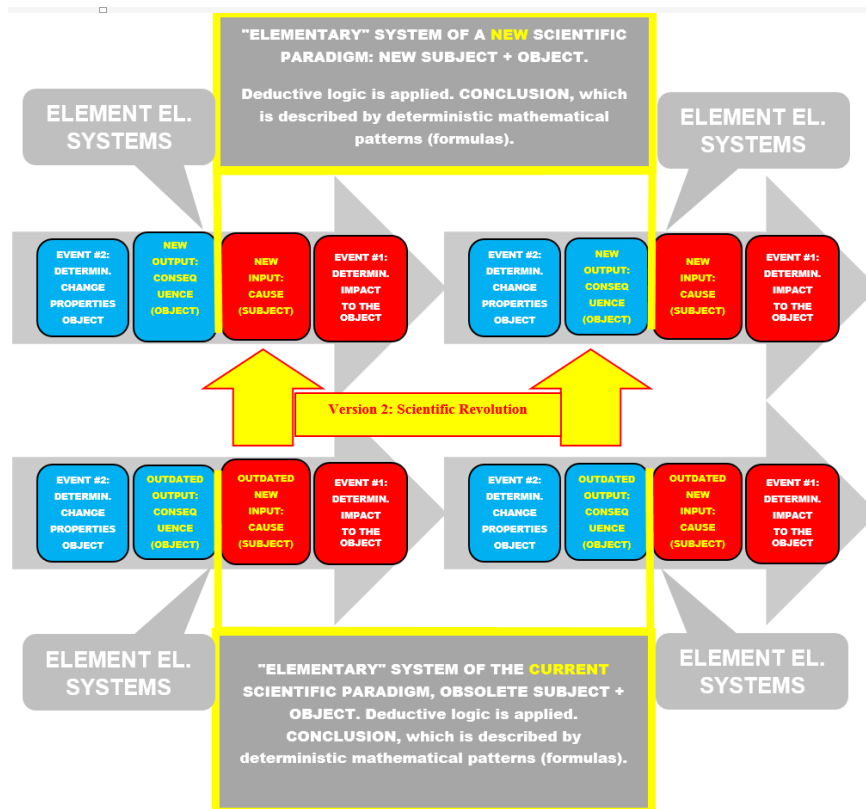 "ELEMENTARY" SYSTEM OF A NEW SCIENTIFIC
PARADIGM: NEW SUBJECT + OBJECT.
Deductive logic is applied. CONCLUSION, which
is described by deterministic mathematical
patterns (formulas).
ELEMENT EL.
SYSTEMS
ELEMENT EL.
SYSTEMS
EVENT #2:
DETERMIN.
CHANGE
PROPERTIES
OBJECT
NEW
OUTPUT:
CONSEQ
UENCE
(OBJECT)
NEW
INPUT:
CAUSE
(SUBJECT)
EVENT #1:
DETERMIN.
IMPACT
TO THE
OBJECT
EVENT #2:
DETERMIN.
CHANGE
PROPERTIES
OBJECT
NEW
OUTPUT:
CONSEQ
UENCE
(OBJECT)
NEW
INPUT:
CAUSE
(SUBJECT)
EVENT #1:
DETERMIN.
IMPACT
TO THE
OBJECT
Version 2: Scientific Revolution
EVENT #2:
DETERMIN.
CHANGE
PROPERTIES
OBJECT
OUTDATED
OUTPUT:
CONSEQ
UENCE
(OBJECT)
OUTDATED
NEW
INPUT:
CAUSE
(SUBJECT)
EVENT #1:
DETERMIN.
IMPACT
TO THE
OBJECT
EVENT #2:
DETERMIN.
CHANGE
PROPERTIES
OBJECT
OUTDATED
OUTPUT:
CONSEQ
UENCE
(OBJECT)
OUTDATED
NEW
INPUT:
CAUSE
(SUBJECT)
EVENT #1:
DETERMIN.
IMPACT
TO THE
OBJECT
ELEMENT EL.
SYSTEMS
ELEMENT EL.
SYSTEMS
"ELEMENTARY" SYSTEM OF THE CURRENT
SCIENTIFIC PARADIGM, OBSOLETE SUBJECT +
OBJECT. Deductive logic is applied.
CONCLUSION, which is described by
deterministic mathematical patterns (formulas).